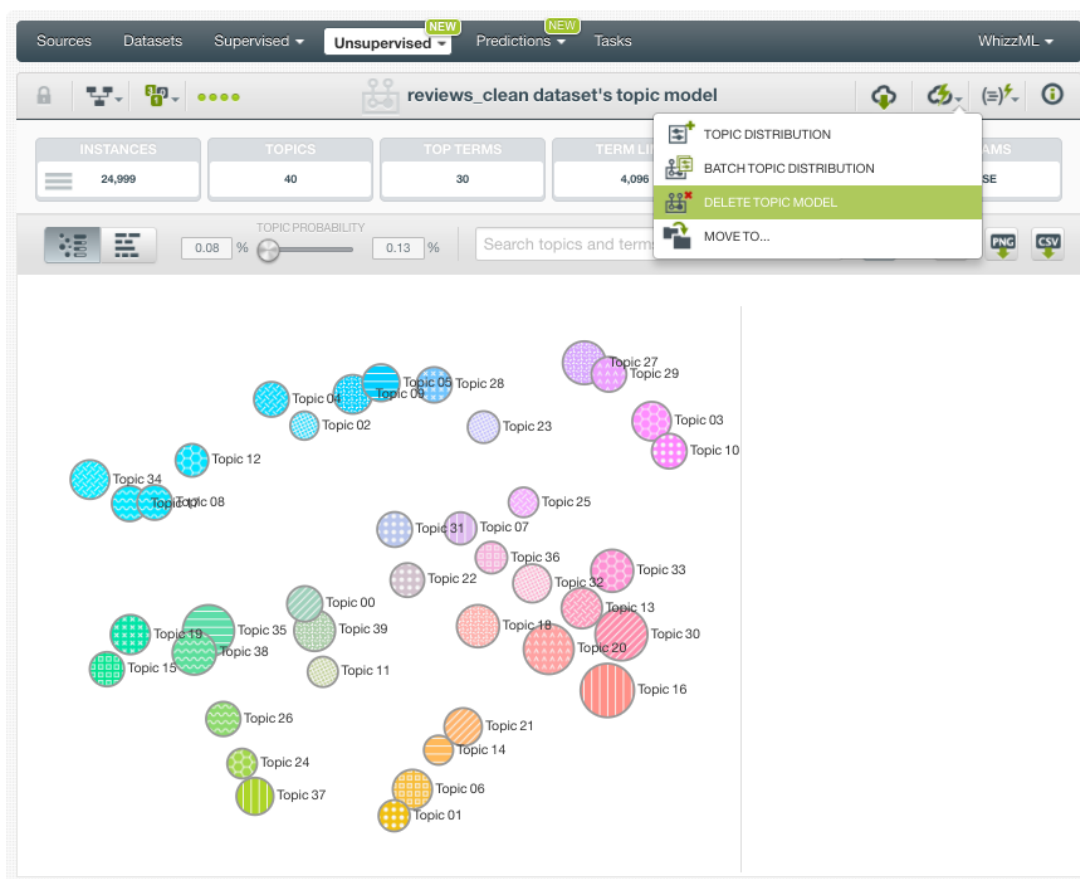 NEW NEW
Sources Datasets Supervised Unsupervised Predictions Tasks WhizzML
reviews_clean dataset's topic model
TOPIC DISTRIBUTION
BATCH TOPIC DISTRIBUTION
DELETE TOPIC MODEL
MOVE TO...
INSTANCES TOPICS TOP TERMS
24,999 40 30 4,096
TOPIC PROBABILITY
0.08 % 0.13 % Search topics and PNG CSV
Topic 27
Topic 29
Topic 05 Topic 28
Topic 09
Topic 04
Topic 03
Topic 02
Topic 23
Topic 10
Topic 12
Topic 34
Topic 08
Topic 25
Topic 31 Topic 07
Topic 36
Topic 33
Topic 22
Topic 32
Topic 00
Topic 13
Topic 18
Topic 19 Topic 35 Topic 39
Topic 30
Topic 38
Topic 20
Topic 15
Topic 11
Topic 16
Topic 26
Topic 21
Topic 14
Topic 24
Topic 06
Topic 37
Topic 01